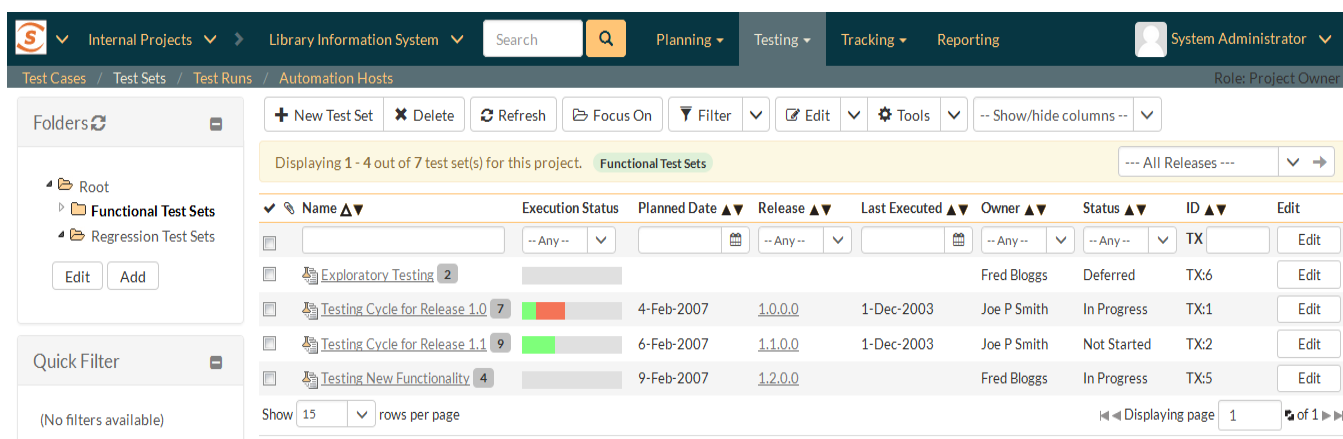 S Internal Projects Library Information System Search Planning Testing Tracking Reporting System Administrator
Test Cases / Test Sets / Test Runs / Automation Hosts Role: Project Owner
Folders
Root
Functional Test Sets
Regression Test Sets
Edit Add
Quick Filter
(No filters available)
New Test Set Delete Refresh Focus On Filter Edit Tools -- Show/hide columns --
Displaying 1 - 4 out of 7 test set(s) for this project. Functional Test Sets --- All Releases ---
Name Execution Status Planned Date Release Last Executed Owner Status ID Edit
-- Any -- -- Any -- -- Any -- -- Any -- TX Edit
Exploratory Testing 2 Fred Bloggs Deferred TX:6 Edit
Testing Cycle for Release 1.0 7 4-Feb-2007 1.0.0.0 1-Dec-2003 Joe P Smith In Progress TX:1 Edit
Testing Cycle for Release 1.1 9 6-Feb-2007 1.1.0.0 1-Dec-2003 Joe P Smith Not Started TX:2 Edit
Testing New Functionality 4 9-Feb-2007 1.2.0.0 Fred Bloggs In Progress TX:5 Edit
Show 15 rows per page Displaying page 1 of 1